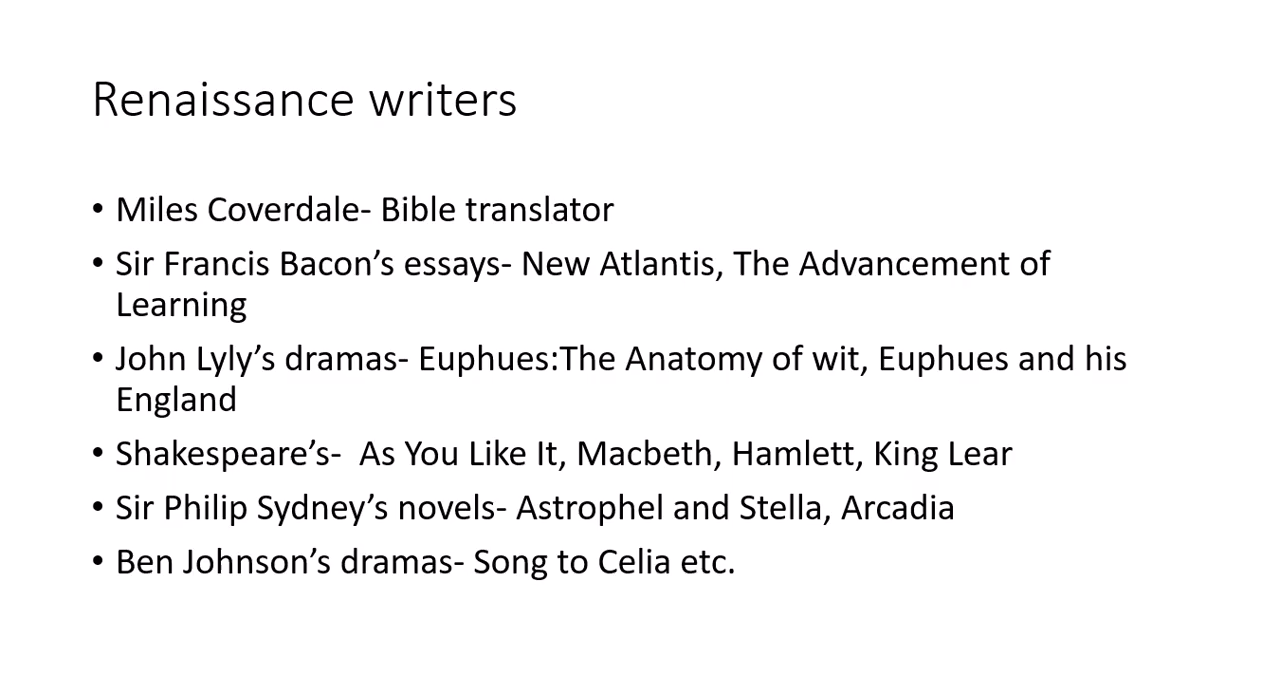 Renaissance writers
• Miles Coverdale- Bible translator
• Sir Francis Bacon’s essays- New Atlantis, The Advancement of
Learning
• John Lyly’s dramas- Euphues:The Anatomy of wit, Euphues and his
England
• Shakespeare’s-  As You Like It, Macbeth, Hamlett, King Lear
• Sir Philip Sydney’s novels- Astrophel and Stella, Arcadia
• Ben Johnson’s dramas- Song to Celia etc.